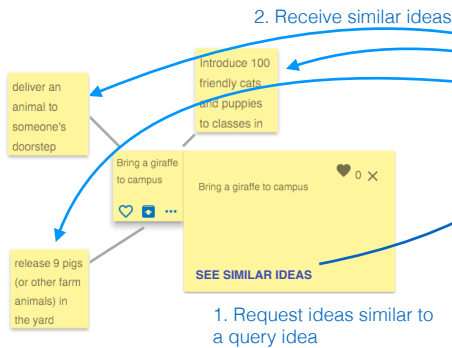 2. Receive similar ideas
Introduce 100
friendly cats
and puppies
to classes in
deliver an
animal to
someone's
doorstep
Bring a giraffe
to campus
0
Bring a giraffe to campus
SEE SIMILAR IDEAS
release 9 pigs
(or other farm
animals) in
the yard
1. Request ideas similar to
a query idea